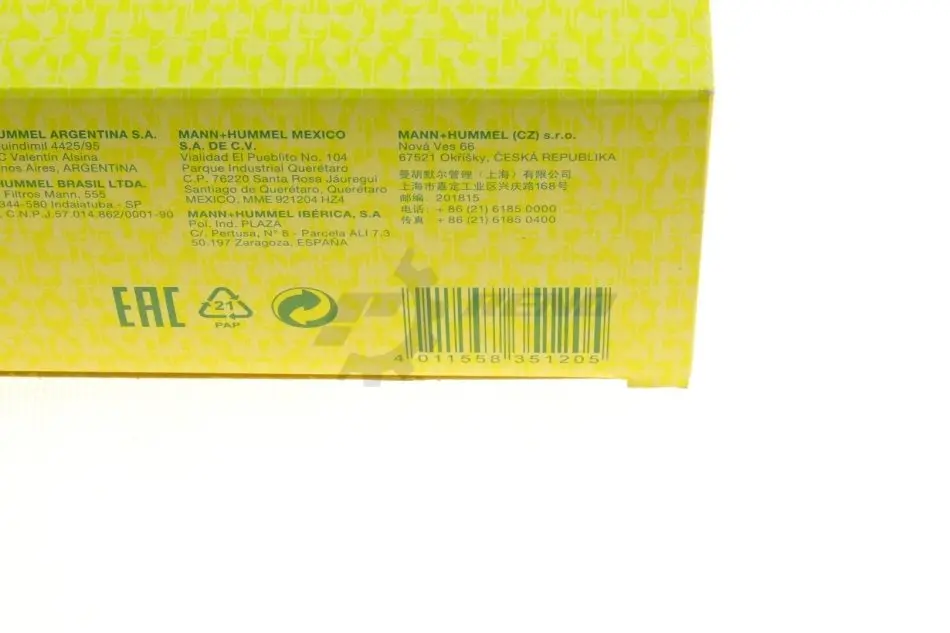 UMMEL ARGENTINA S.A.
uindimil 4425/95
C Valentín Alsina
nos Aires, ARGENTINA
HUMMEL BRASIL LTDA.
Filtros Mann, 555
344-580 Indaiatuba - SP
. C.N.P.J.57.014.862/0001-90
MANN+HUMMEL MEXICO
S.A. DE C.V.
Vialidad El Pueblito No. 104
Parque Industrial Querétaro
C.P. 76220 Santa Rosa Jáuregui
Santiago de Querétaro, Querétaro
MEXICO, MME 921204 HZ4
MANN+HUMMEL IBÉRICA, S.A
Pol. Ind. PLAZA
C/. Pertusa, N° 8 - Parcela ALI 7.3
50.197 Zaragoza, ESPAÑA
MANN+HUMMEL (CZ) s.r.o.
Nová Ves 66
67521 Okříšky, ČESKÁ REPUBLIKA
曼胡默尔管理（上海）有限公司
上海市嘉定工业区兴庆路168号
邮编 201815
电话 + 86 (21) 6185 0000
传真 + 86 (21) 6185 0400
EAC
21
PAP
4 011558 351205